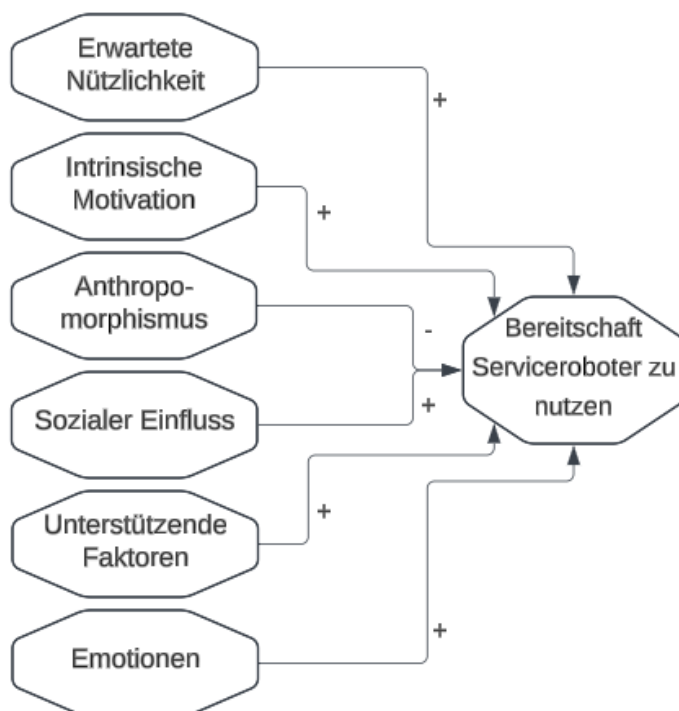 Erwartete
Nützlichkeit
+
Intrinsische
Motivation
+
Anthropo-
morphismus
-
Bereitschaft
Serviceroboter zu
nutzen
Sozialer Einfluss
+
Unterstützende
Faktoren
+
Emotionen
+